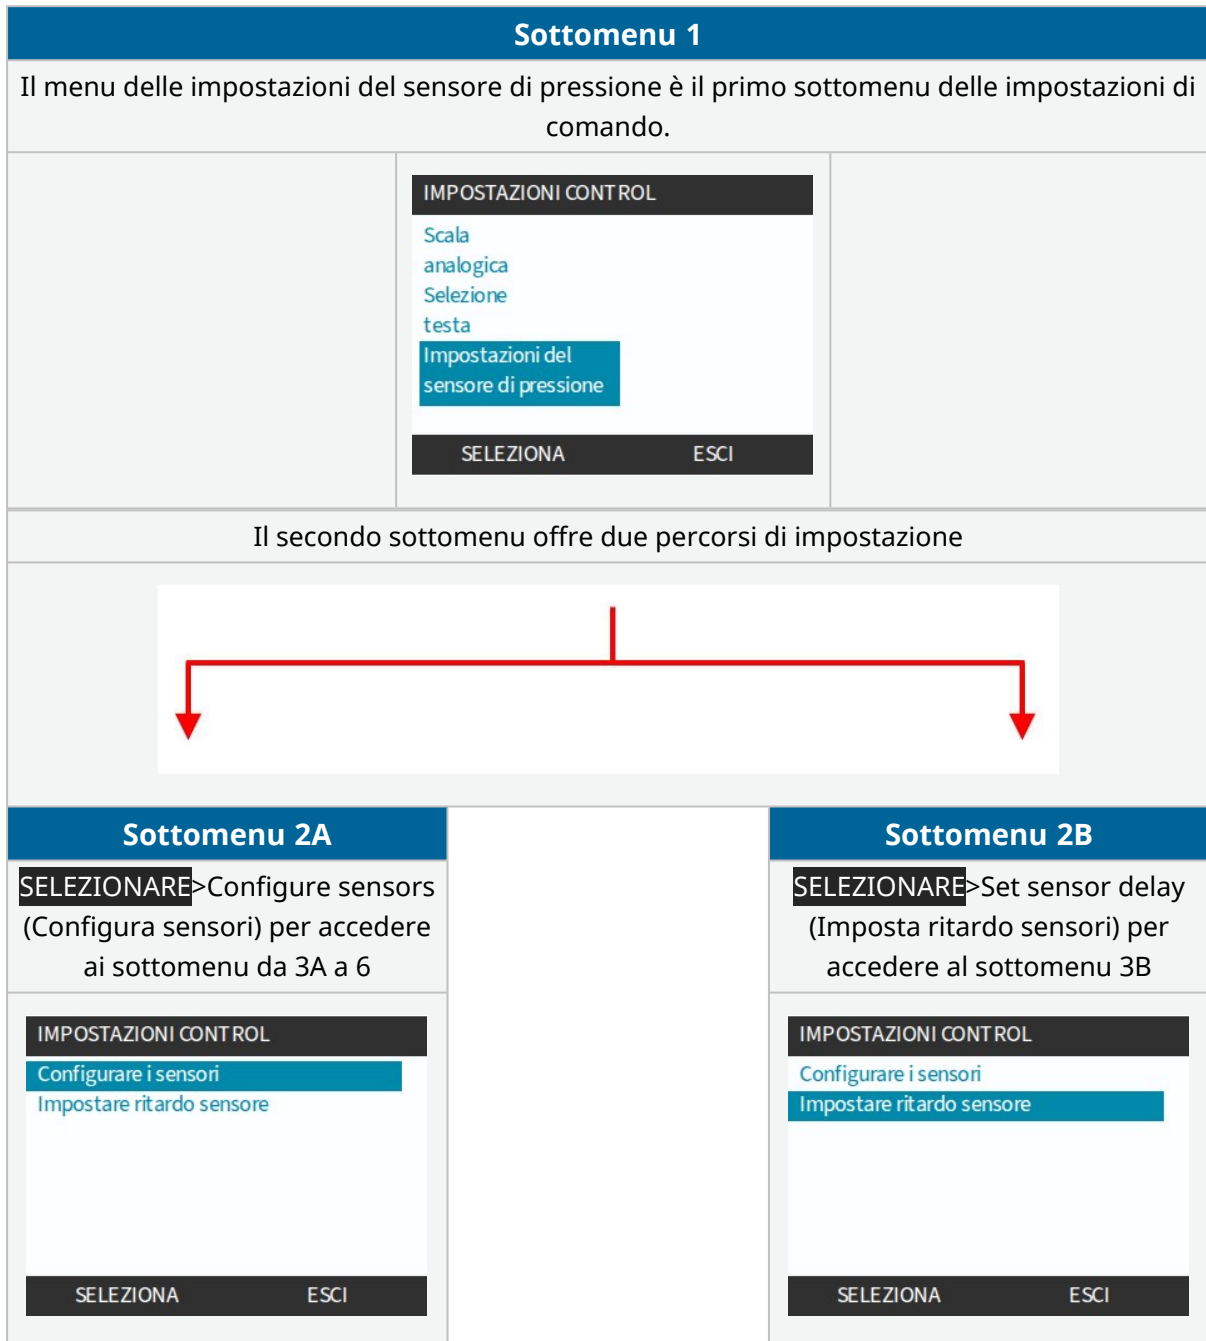 Sottomenu 1
Il menu delle impostazioni del sensore di pressione è il primo sottomenu delle impostazioni di
comando.
IMPOSTAZIONI CONTROL
Scala
analogica
Selezione
testa
Impostazioni del
sensore di pressione
SELEZIONA ESCI
Il secondo sottomenu offre due percorsi di impostazione
Sottomenu 2A
SELEZIONARE>Configure sensors
(Configura sensori) per accedere
ai sottomenu da 3A a 6
IMPOSTAZIONI CONTROL
Configurare i sensori
Impostare ritardo sensore
SELEZIONA ESCI
Sottomenu 2B
SELEZIONARE>Set sensor delay
(Imposta ritardo sensori) per
accedere al sottomenu 3B
IMPOSTAZIONI CONTROL
Configurare i sensori
Impostare ritardo sensore
SELEZIONA ESCI